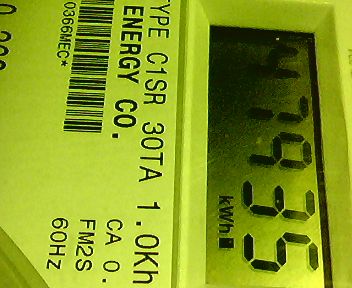 47935
kWh
TYPE C1SR 30TA 1.0Kh
CA 0.
ENERGY CO.
FM2S
60HZ
0366MEC*